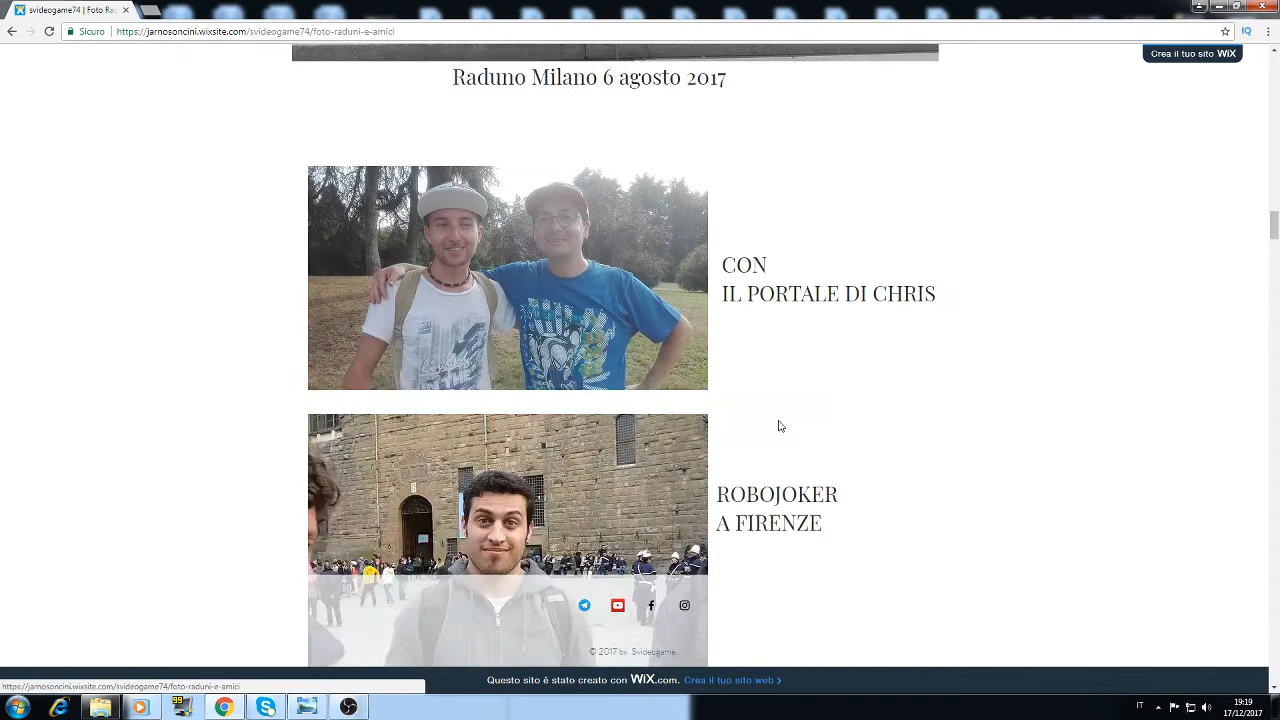 svideogame74 | Foto Rac
Sicuro
https://jarnosoncini.wixsite.com/svideogame74/foto-raduni-e-amici
Crea il tuo sito WiX
Raduno Milano 6 agosto 2017
CON
IL PORTALE DI CHRIS
ROBOJOKER
A FIRENZE
© 2017 by Svideogame.
Questo sito è stato creato con WiX.com. Crea il tuo sito web >
https://jarnosoncini.wixsite.com/svideogame74/foto-raduni-e-amici
99
IT
19:19
17/12/2017